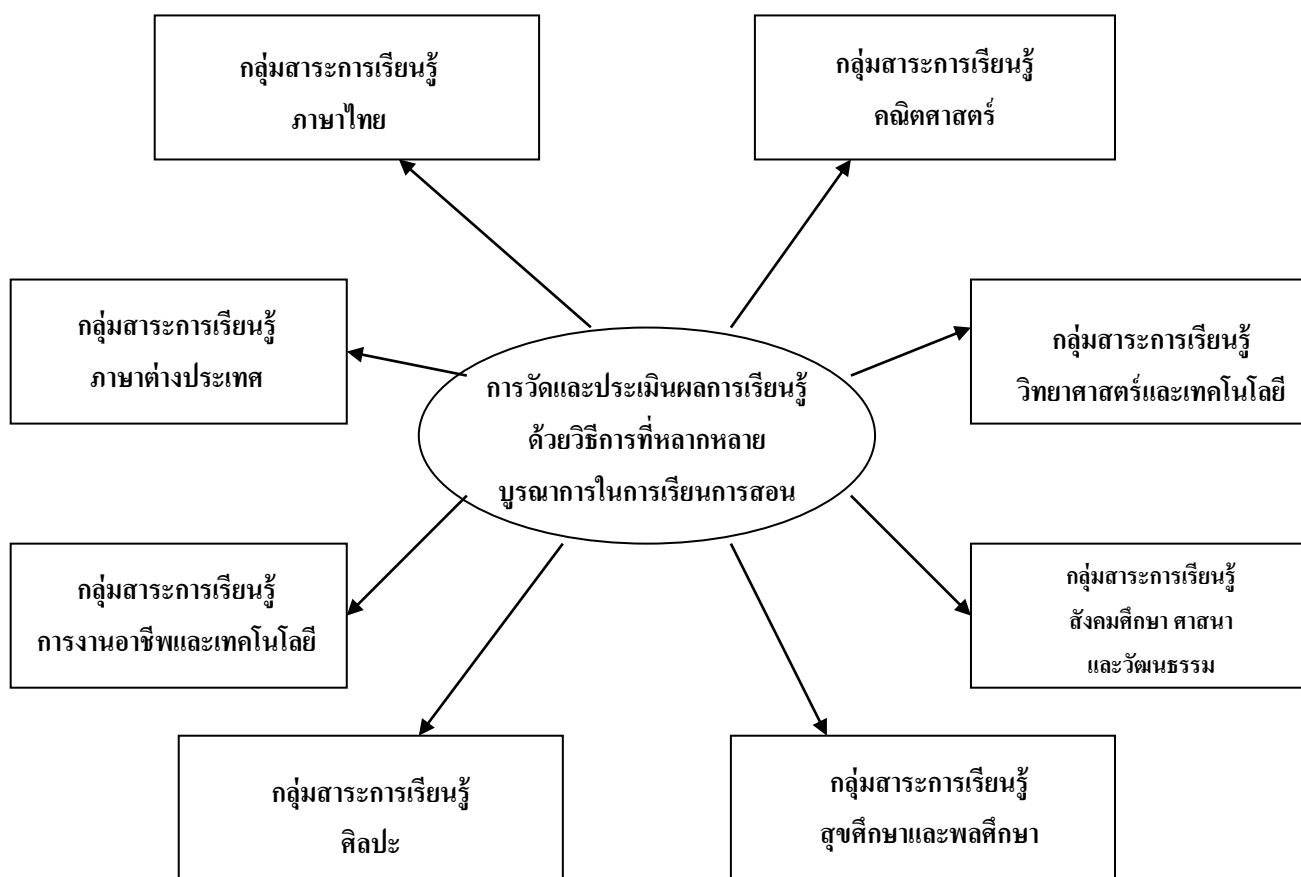 กลุ่มสาระการเรียนรู้
ภาษาไทย
กลุ่มสาระการเรียนรู้
คณิตศาสตร์
กลุ่มสาระการเรียนรู้
ภาษาต่างประเทศ
การวัดและประเมินผลการเรียนรู้
ด้วยวิธีการที่หลากหลาย
บูรณาการในการเรียนการสอน
กลุ่มสาระการเรียนรู้
วิทยาศาสตร์และเทคโนโลยี
กลุ่มสาระการเรียนรู้
การงานอาชีพและเทคโนโลยี
กลุ่มสาระการเรียนรู้
สังคมศึกษา ศาสนา
และวัฒนธรรม
กลุ่มสาระการเรียนรู้
ศิลปะ
กลุ่มสาระการเรียนรู้
สุขศึกษาและพลศึกษา